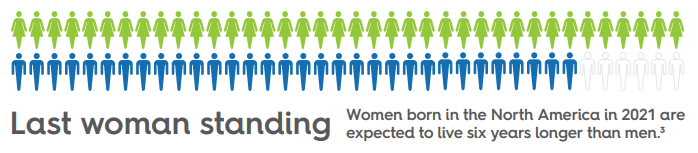 Last woman standing
Women born in the North America in 2021 are
expected to live six years longer than men.³